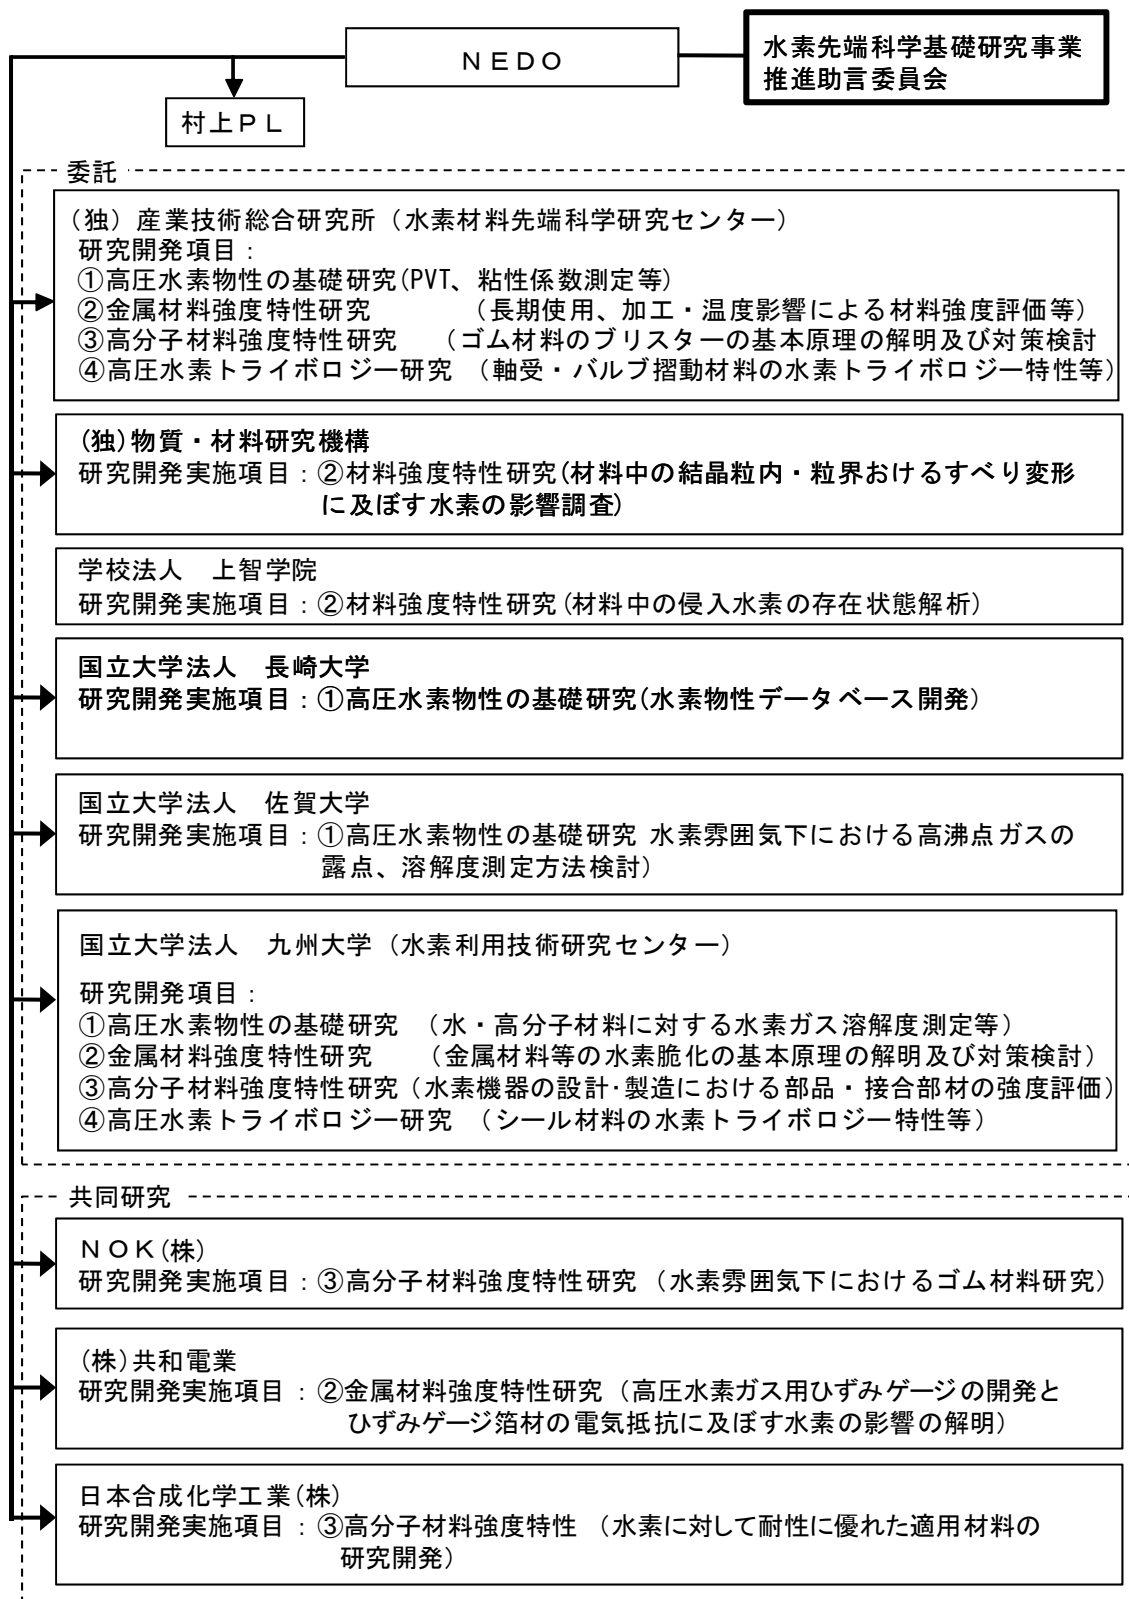 NEDO
水素先端科学基礎研究事業
推進助言委員会
村上PL
委託
(独) 産業技術総合研究所 (水素材料先端科学研究センター)
研究開発項目:
①高圧水素物性の基礎研究(PVT、粘性係数測定等)
②金属材料強度特性研究 (長期使用、加工・温度影響による材料強度評価等)
③高分子材料強度特性研究 (ゴム材料のブリスターの基本原理の解明及び対策検討
④高圧水素トライボロジー研究 (軸受・バルブ摺動材料の水素トライボロジー特性等)
(独)物質・材料研究機構
研究開発実施項目:②材料強度特性研究(材料中の結晶粒内・粒界おけるすべり変形
に及ぼす水素の影響調査)
学校法人 上智学院
研究開発実施項目:②材料強度特性研究(材料中の侵入水素の存在状態解析)
国立大学法人 長崎大学
研究開発実施項目:①高圧水素物性の基礎研究(水素物性データベース開発)
国立大学法人 佐賀大学
研究開発実施項目:①高圧水素物性の基礎研究 水素雰囲気下における高沸点ガスの
露点、溶解度測定方法検討)
国立大学法人 九州大学 (水素利用技術研究センター)
研究開発項目:
①高圧水素物性の基礎研究 (水・高分子材料に対する水素ガス溶解度測定等)
②金属材料強度特性研究 (金属材料等の水素脆化の基本原理の解明及び対策検討)
③高分子材料強度特性研究(水素機器の設計・製造における部品・接合部材の強度評価)
④高圧水素トライボロジー研究 (シール材料の水素トライボロジー特性等)
共同研究
NOK(株)
研究開発実施項目:③高分子材料強度特性研究 (水素雰囲気下におけるゴム材料研究)
(株)共和電業
研究開発実施項目:②金属材料強度特性研究 (高圧水素ガス用ひずみゲージの開発と
ひずみゲージ箔材の電気抵抗に及ぼす水素の影響の解明)
日本合成化学工業(株)
研究開発実施項目:③高分子材料強度特性 (水素に対して耐性に優れた適用材料の
研究開発)